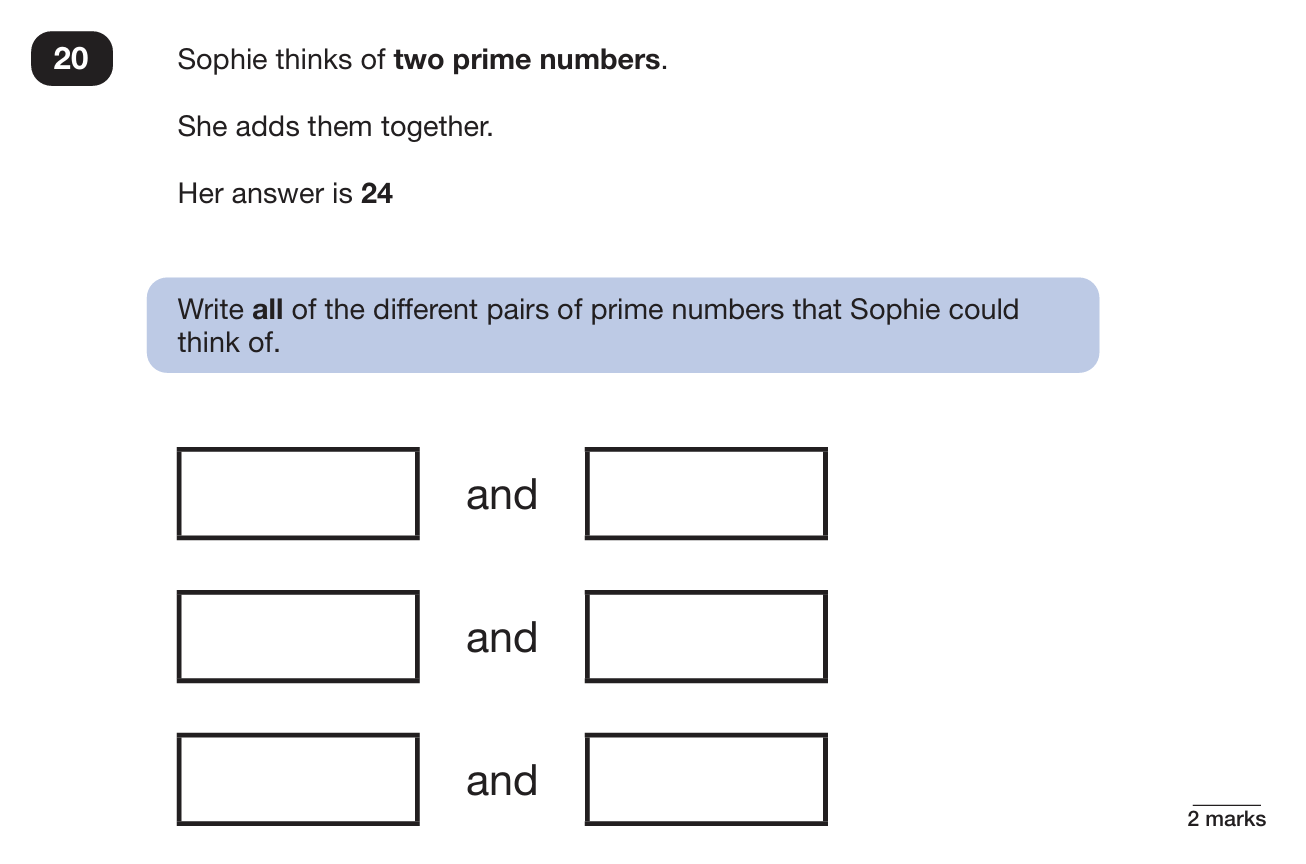 20
Sophie thinks of two prime numbers.
She adds them together.
Her answer is 24
Write all of the different pairs of prime numbers that Sophie could
think of.
and
and
and
2 marks